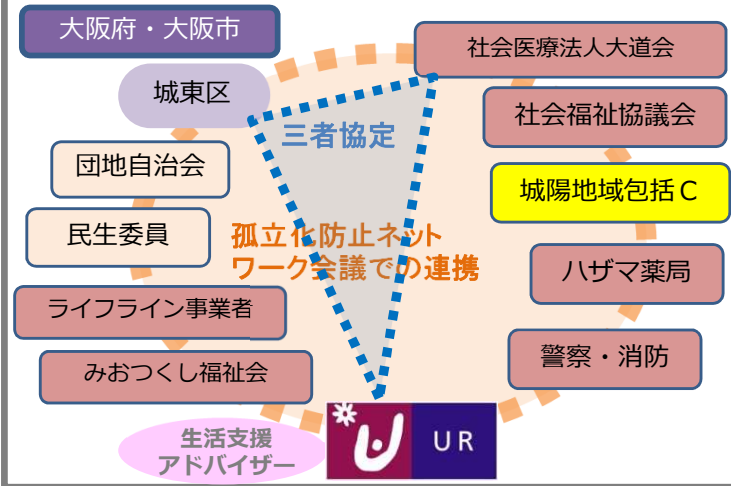 大阪府・大阪市
社会医療法人大道会
城東区
社会福祉協議会
三者協定
団地自治会
城陽地域包括C
民生委員
孤立化防止ネット
ワーク会議での連携
ハザマ薬局
ライフライン事業者
警察・消防
みおつくし福祉会
生活支援
アドバイザー
UR